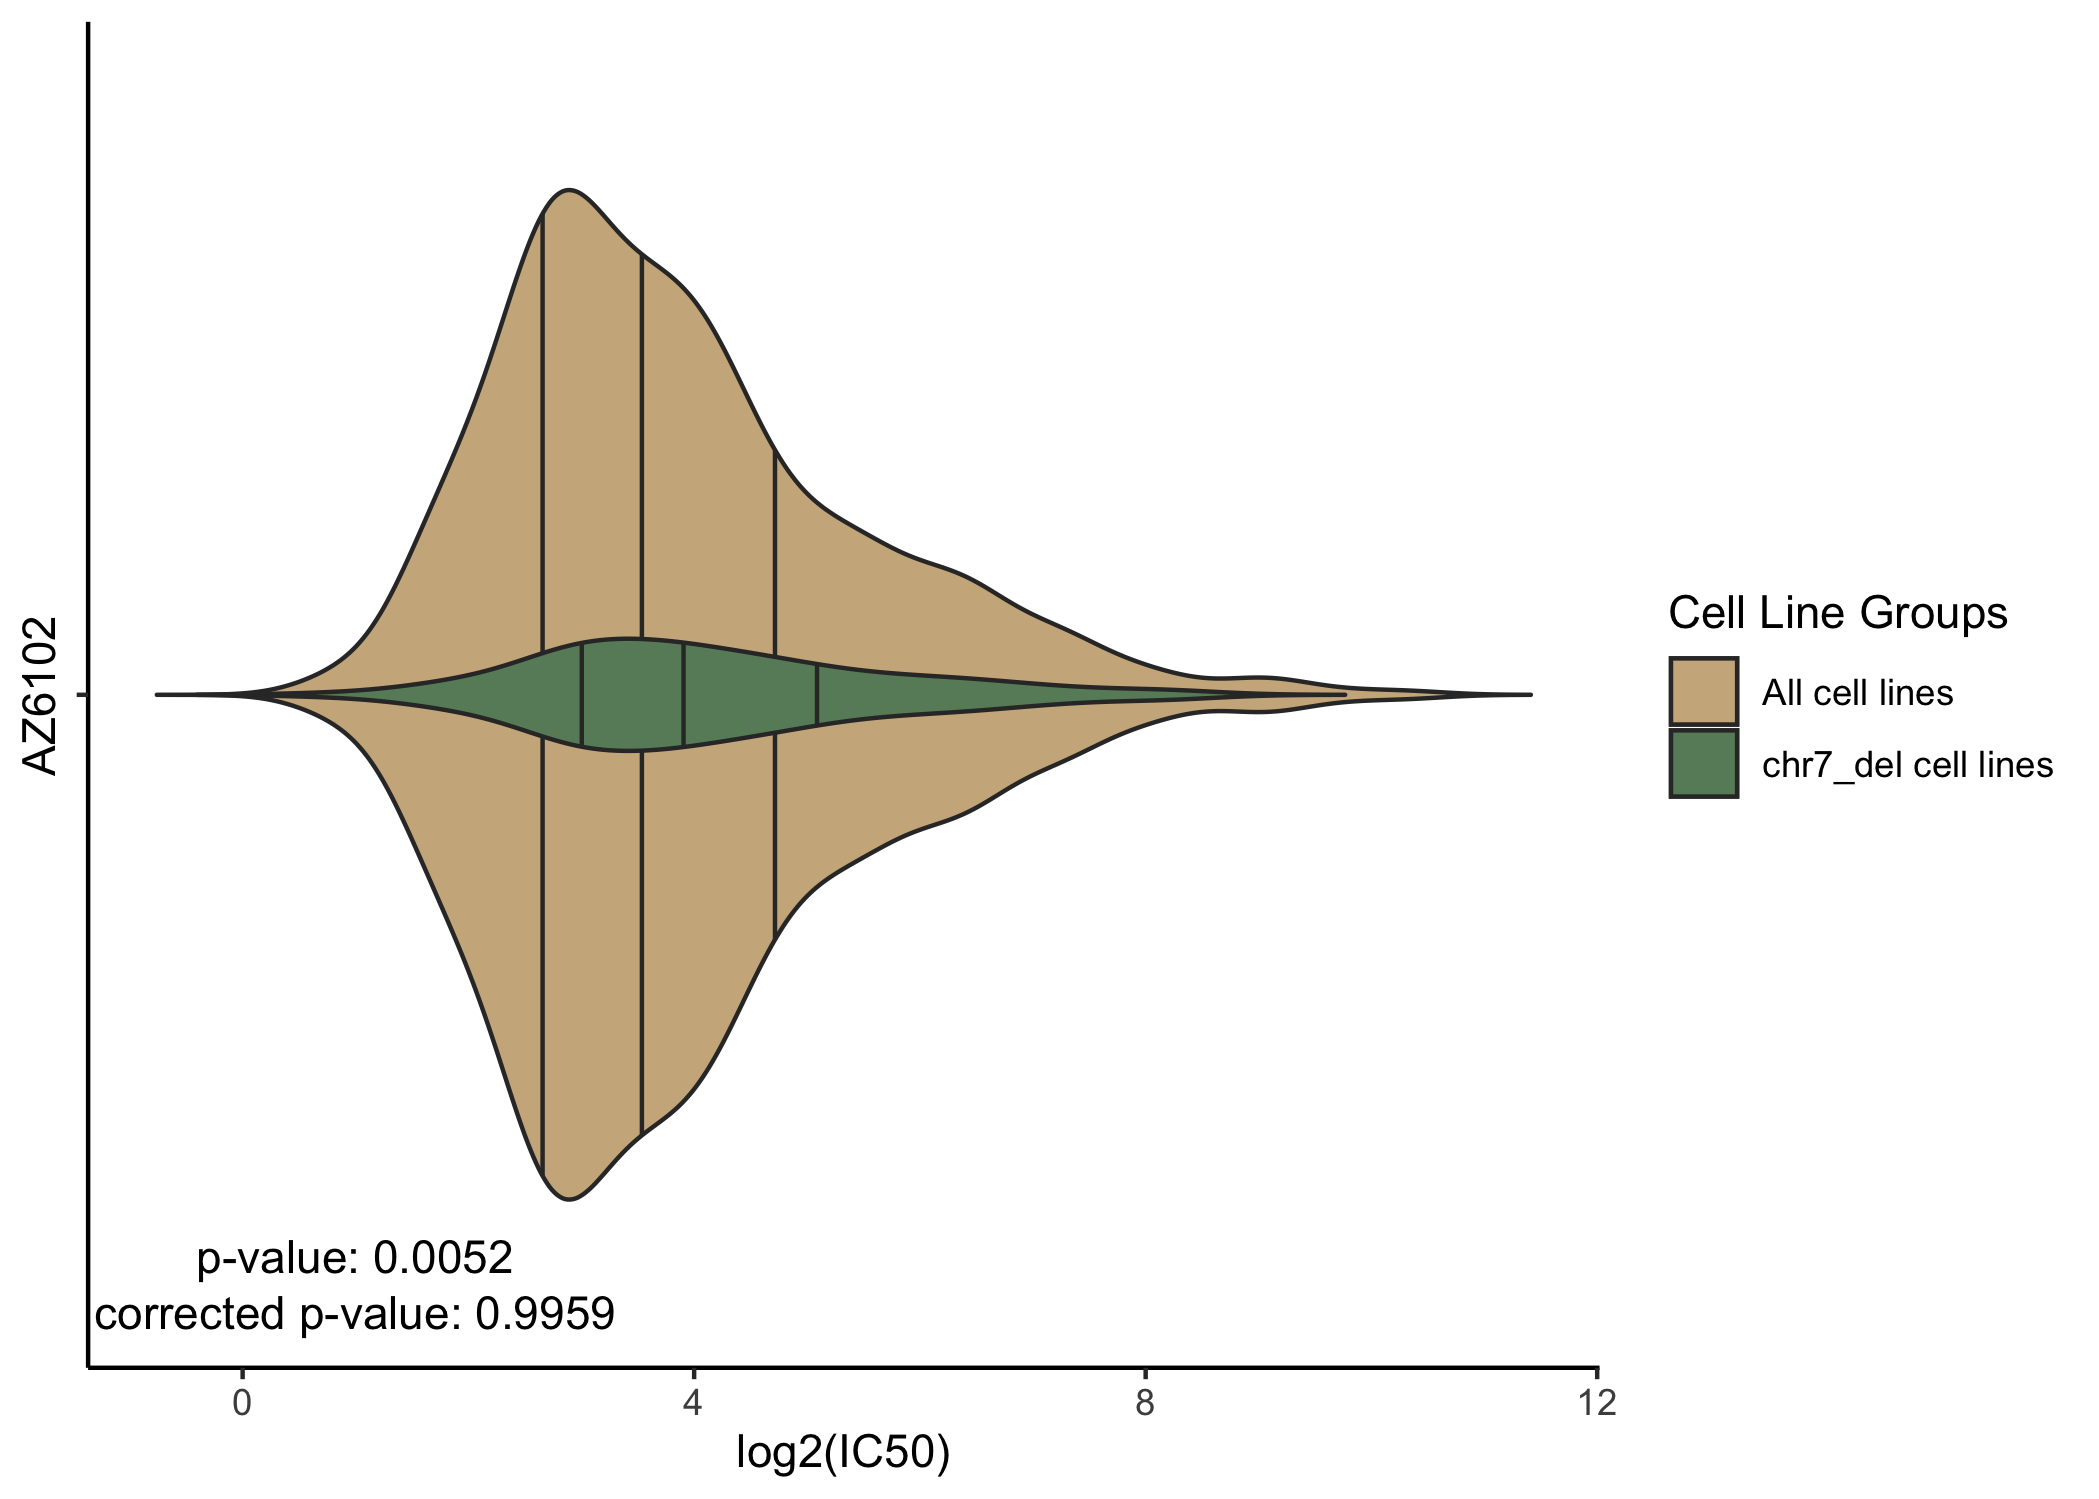 AZ6102
p-value: 0.0052
corrected p-value: 0.9959
0 4 8 12
log2(IC50)
Cell Line Groups
All cell lines
chr7_del cell lines